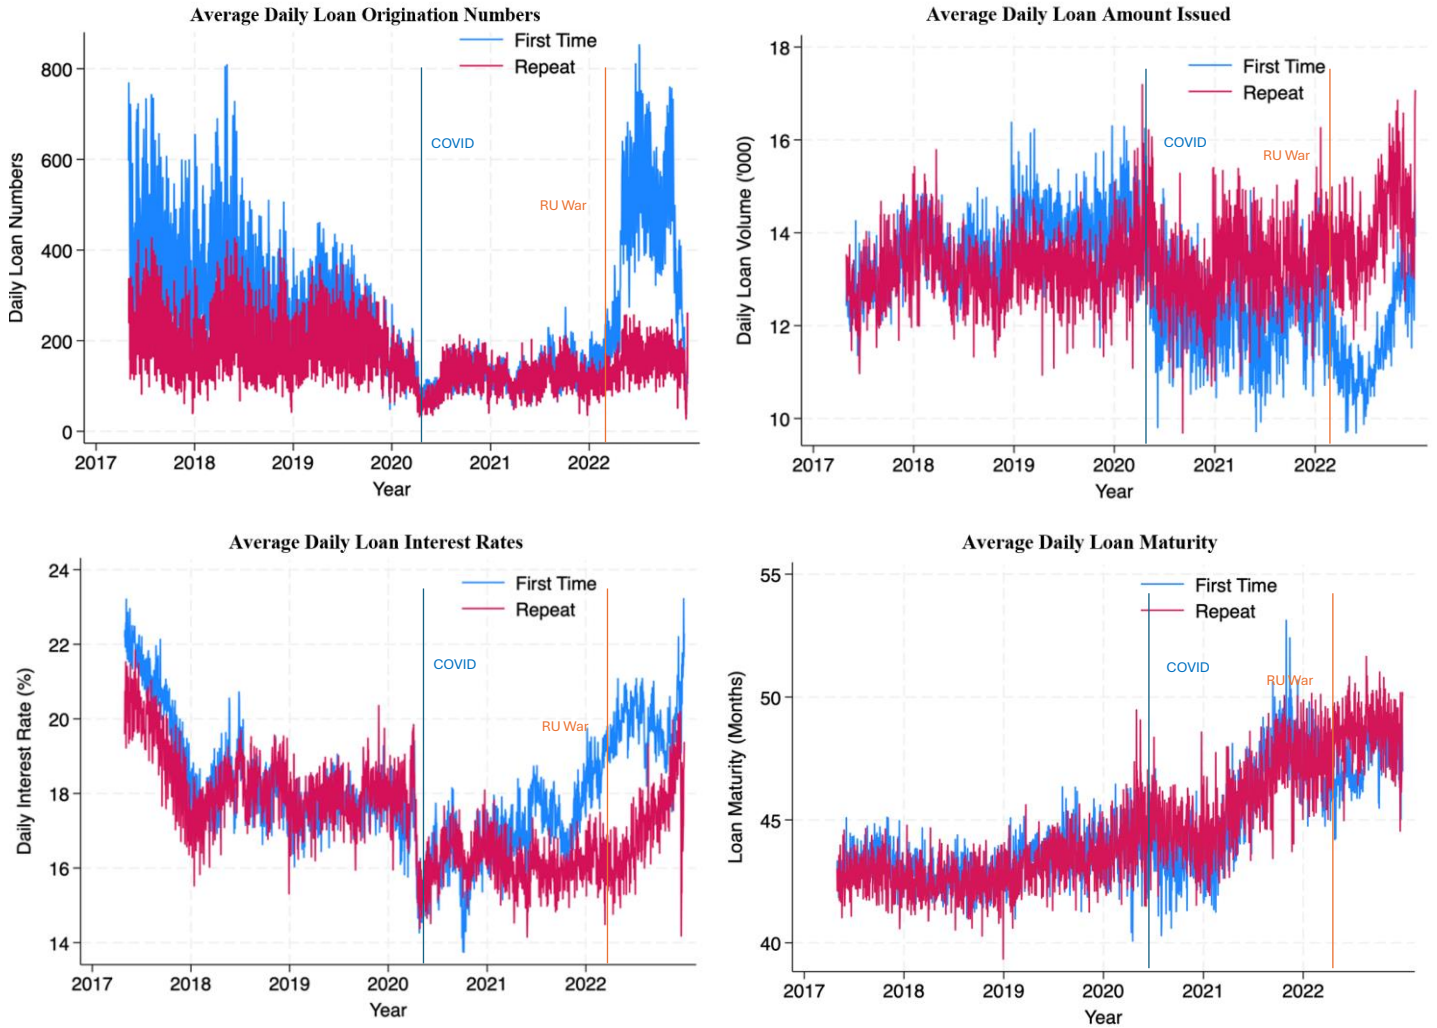 Average Daily Loan Origination Numbers
First Time
Repeat
800
600
400
200
0
Daily Loan Numbers
COVID
RU War
2017 2018 2019 2020 2021 2022
Year
Average Daily Loan Amount Issued
First Time
Repeat
18
16
14
12
10
Daily Loan Volume ('000)
COVID
RU War
2017 2018 2019 2020 2021 2022
Year
Average Daily Loan Interest Rates
First Time
Repeat
24
22
20
18
16
14
Daily Interest Rate (%)
COVID
RU War
2017 2018 2019 2020 2021 2022
Year
Average Daily Loan Maturity
First Time
Repeat
55
50
45
40
Loan Maturity (Months)
COVID
RU War
2017 2018 2019 2020 2021 2022
Year